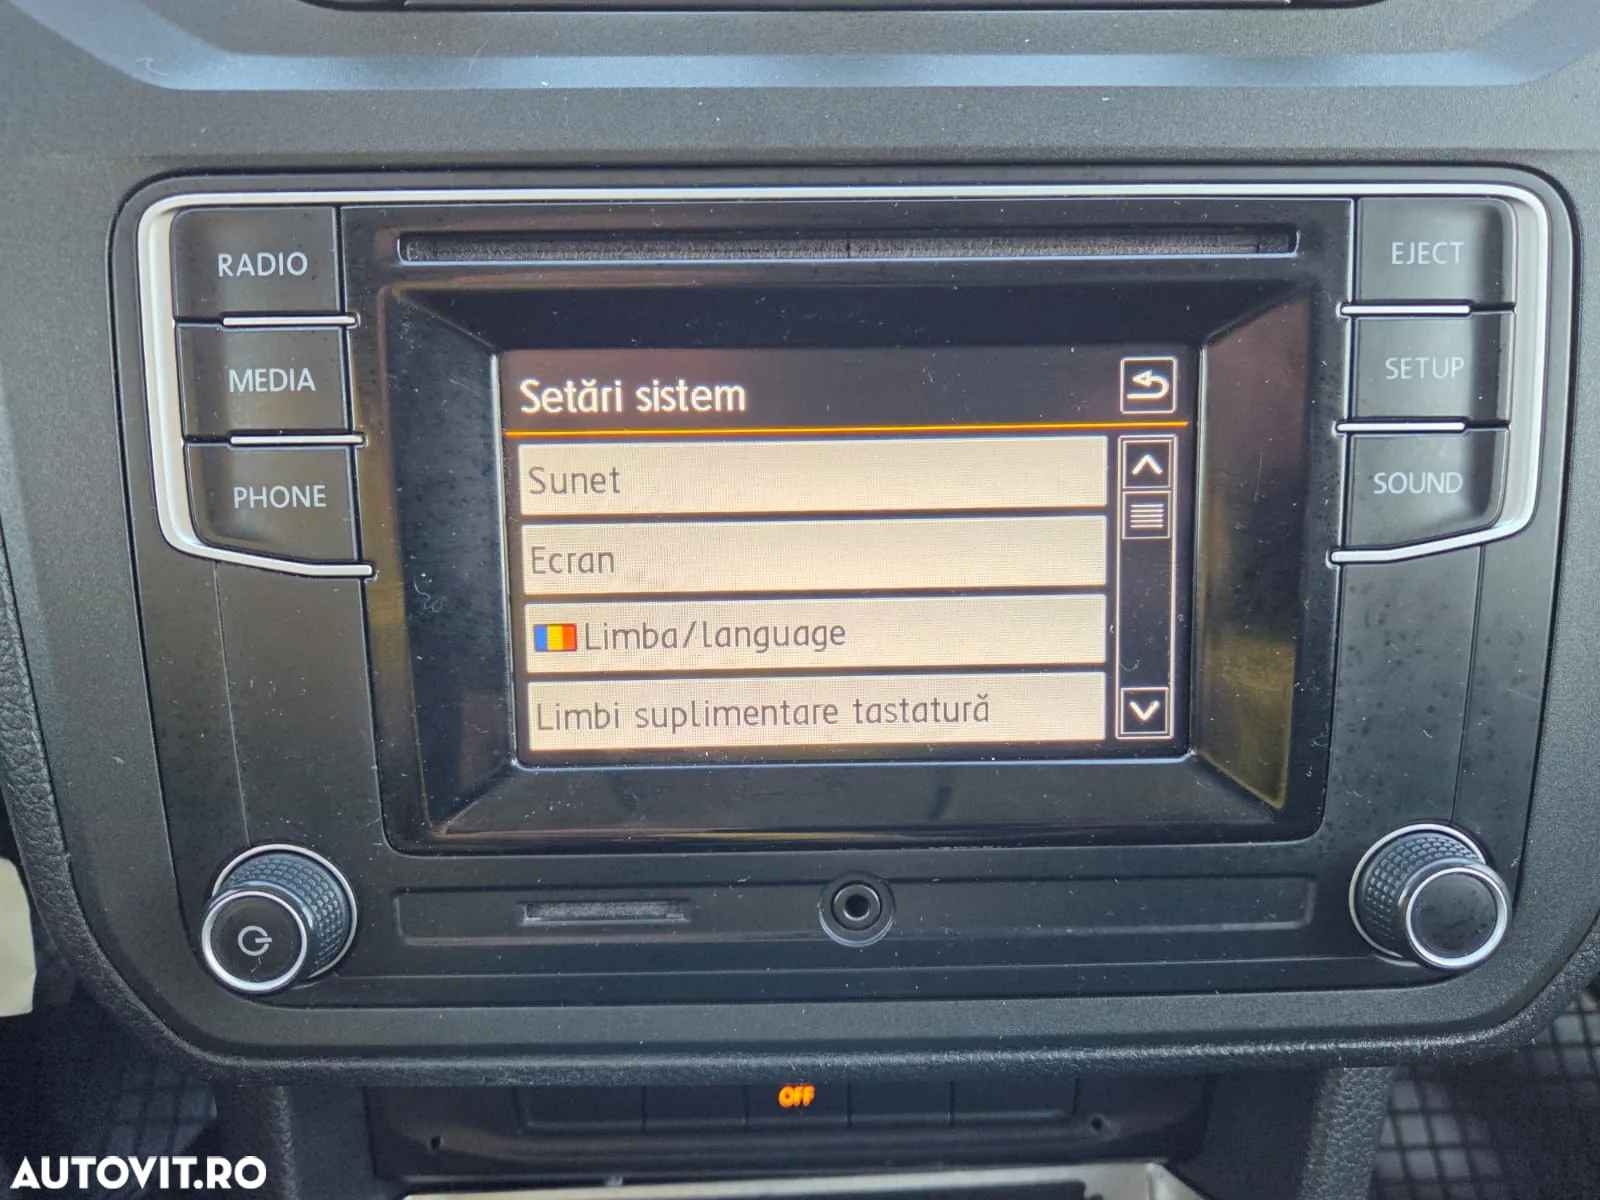 RADIO
MEDIA
PHONE
EJECT
SETUP
SOUND
Setări sistem
Sunet
Ecran
Limba/language
Limbi suplimentare tastatură
OFF
AUTOVIT.RO